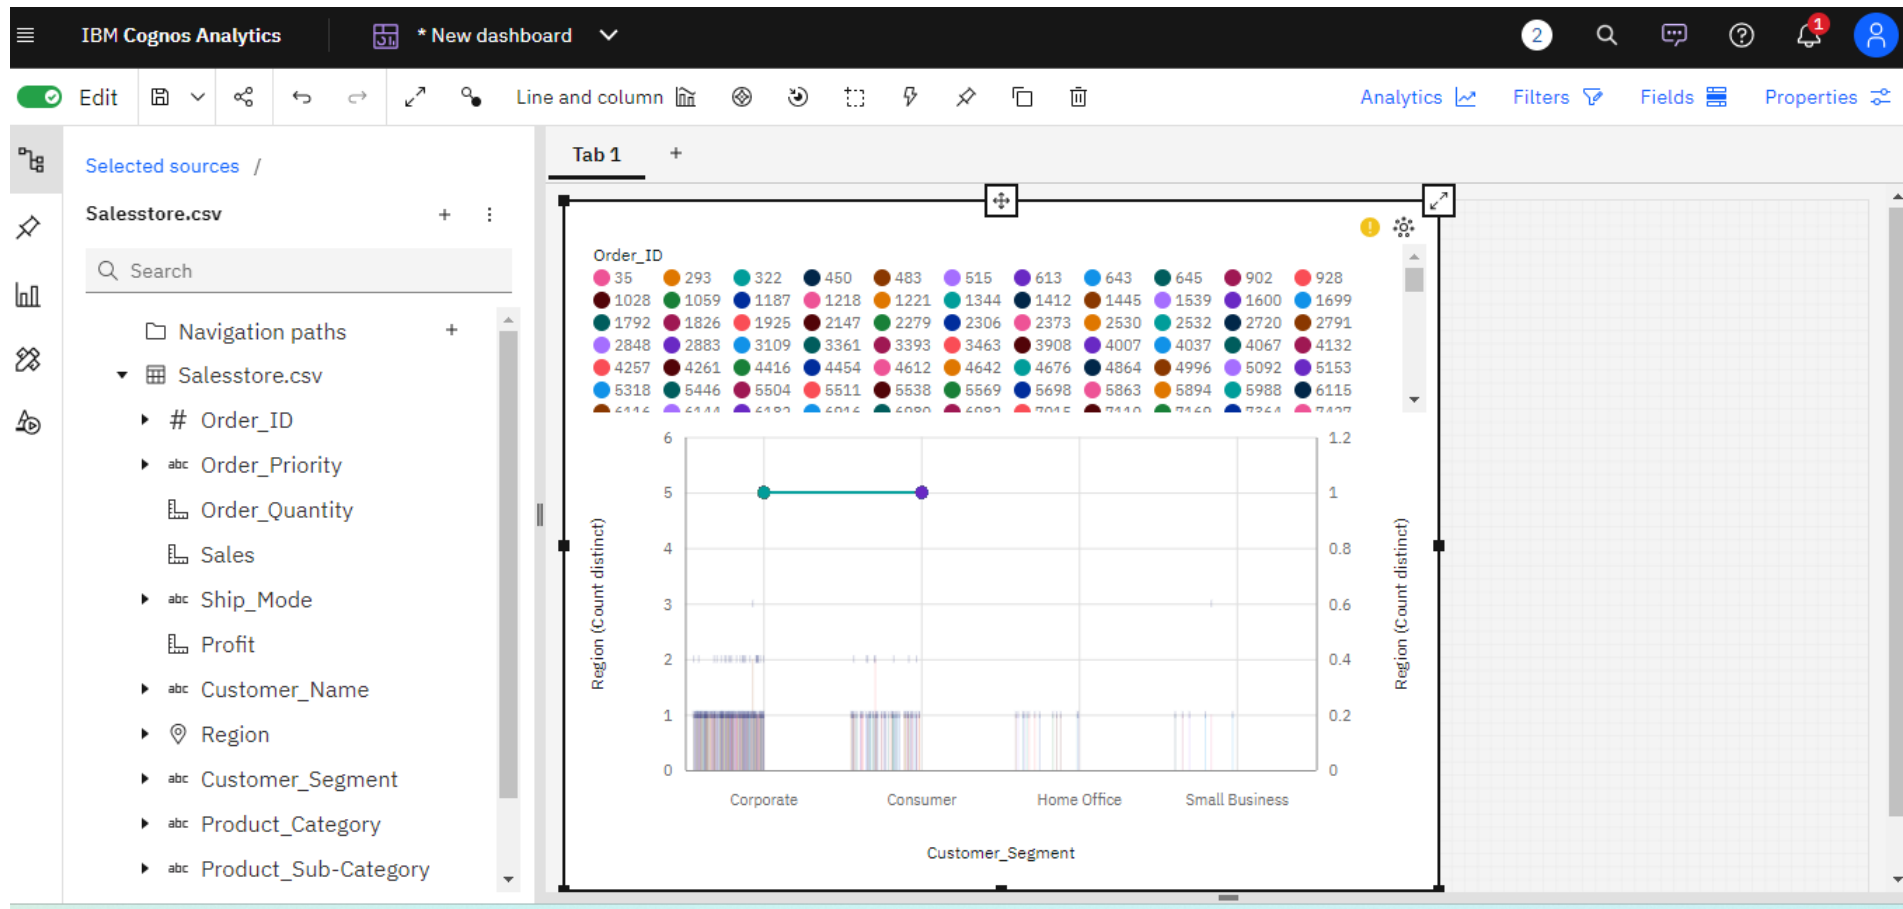 IBM Cognos Analytics
* New dashboard
2
1
Edit
Line and column
Analytics
Filters
Fields
Properties
Selected sources /
Salesstore.csv
Search
Navigation paths
Salesstore.csv
# Order_ID
abc Order_Priority
Order_Quantity
Sales
abc Ship_Mode
Profit
abc Customer_Name
Region
abc Customer_Segment
abc Product_Category
abc Product_Sub-Category
Tab 1
Order_ID
35 293 322 450 483 515 613 643 645 902 928
1028 1059 1187 1218 1221 1344 1412 1445 1539 1600 1699
1792 1826 1925 2147 2279 2306 2373 2530 2532 2720 2791
2848 2883 3109 3361 3393 3463 3908 4007 4037 4067 4132
4257 4261 4416 4454 4612 4642 4676 4864 4996 5092 5153
5318 5446 5504 5511 5538 5569 5698 5863 5894 5988 6115
6 1.2
5 1
4 0.8
3 0.6
2 0.4
1 0.2
0 0
Region (Count distinct)
Region (Count distinct)
Corporate Consumer Home Office Small Business
Customer_Segment